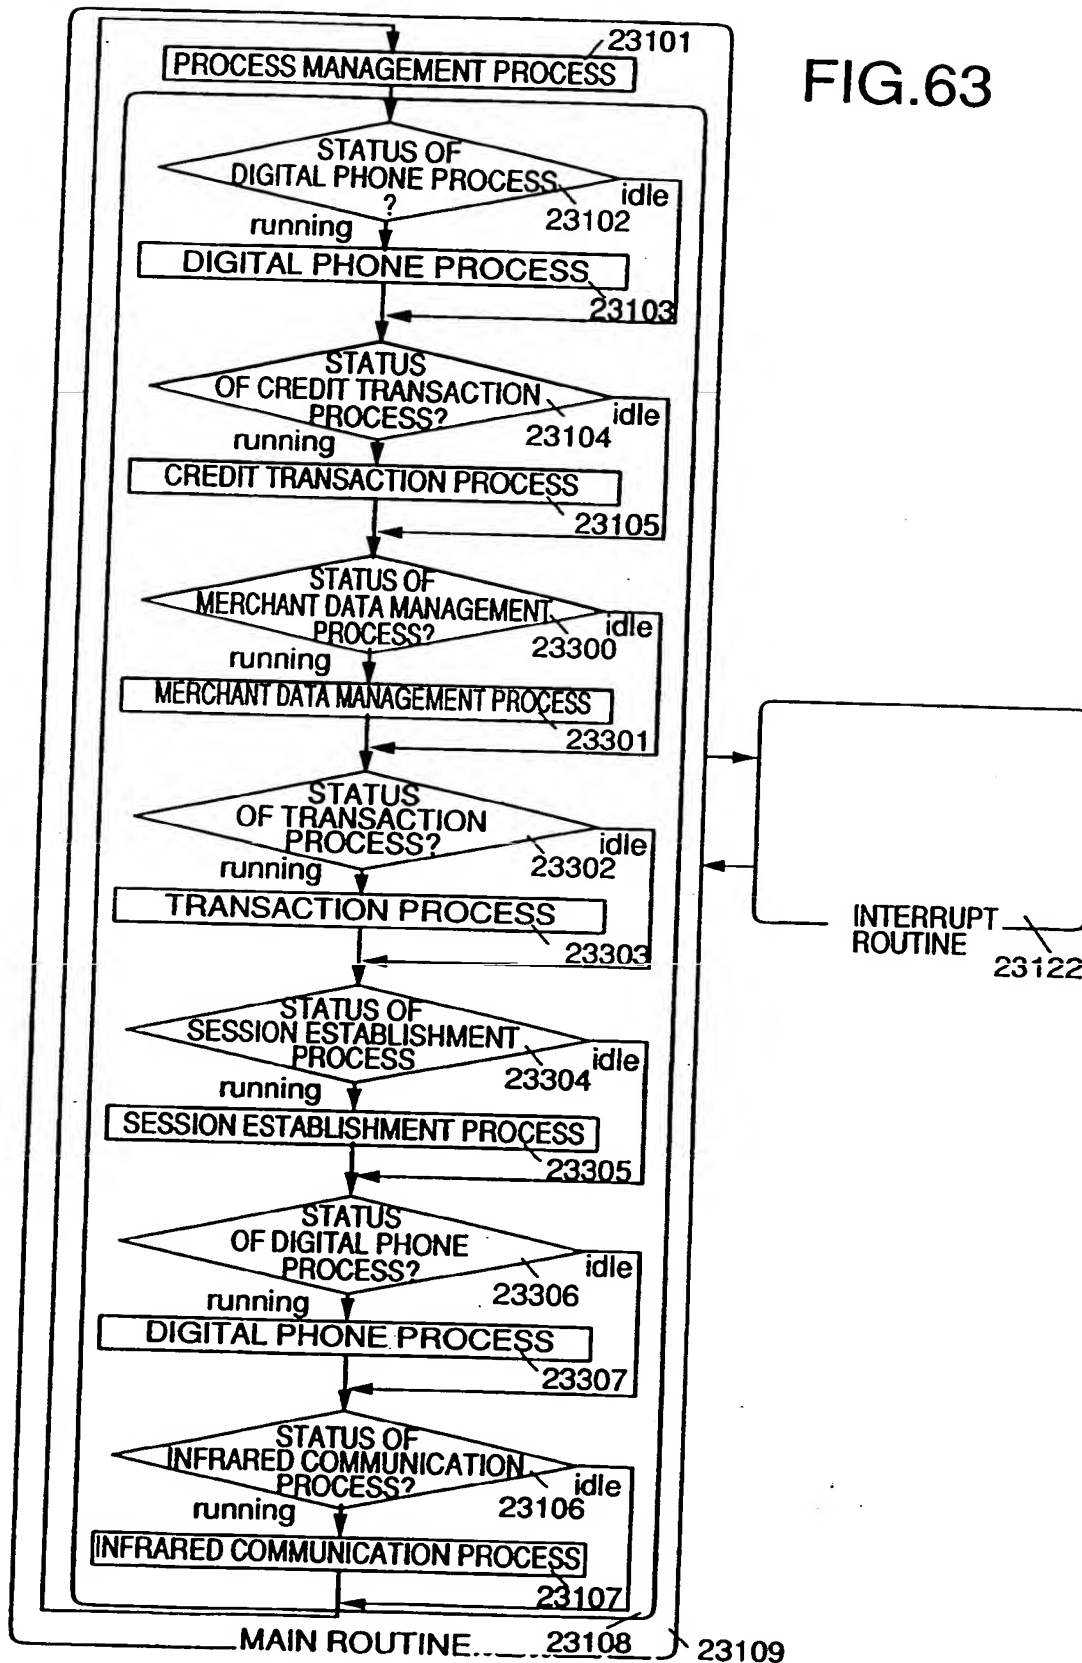 FIG.63
23101
PROCESS MANAGEMENT PROCESS
STATUS OF
DIGITAL PHONE PROCESS
?
23102
idle
running
DIGITAL PHONE PROCESS
23103
STATUS
OF CREDIT TRANSACTION
PROCESS?
23104
idle
running
CREDIT TRANSACTION PROCESS
23105
STATUS OF
MERCHANT DATA MANAGEMENT
PROCESS?
23300
idle
running
MERCHANT DATA MANAGEMENT PROCESS
23301
STATUS
OF TRANSACTION
PROCESS?
23302
idle
running
TRANSACTION PROCESS
23303
INTERRUPT
ROUTINE
23122
STATUS OF
SESSION ESTABLISHMENT
PROCESS
23304
idle
running
SESSION ESTABLISHMENT PROCESS
23305
STATUS
OF DIGITAL PHONE
PROCESS?
23306
idle
running
DIGITAL PHONE PROCESS
23307
STATUS OF
INFRARED COMMUNICATION
PROCESS?
23106
idle
running
INFRARED COMMUNICATION PROCESS
23107
MAIN ROUTINE
23108
23109